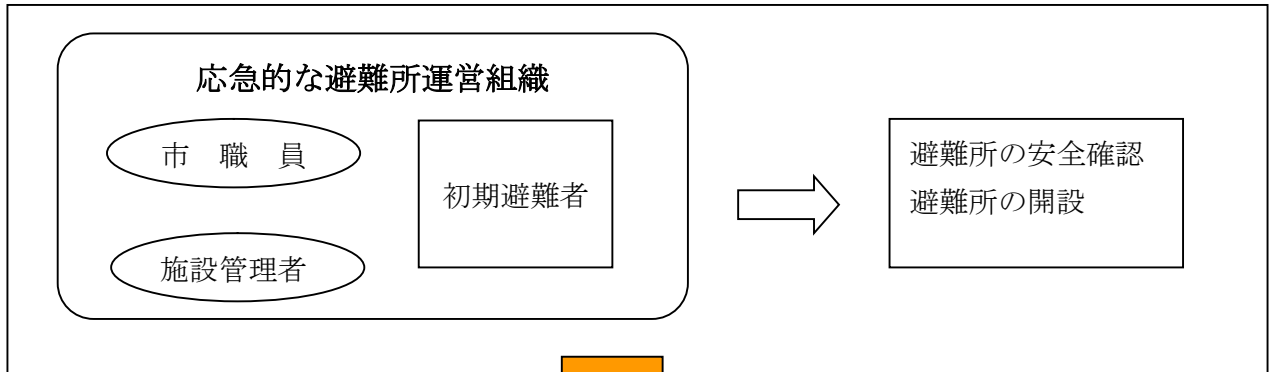 応急的な避難所運営組織
市　職　員
初期避難者
施設管理者
避難所の安全確認
避難所の開設